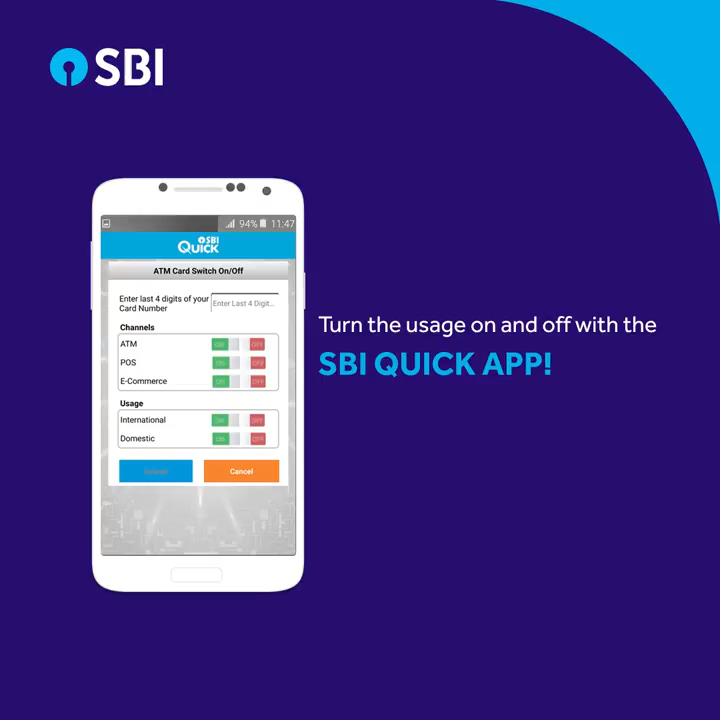 SBI
94% 11:47
SBI
QUICK
ATM Card Switch On/Off
Enter last 4 digits of your
Card Number
Enter Last 4 Digit...
Channels
ATM ON OFF
POS ON OFF
E-Commerce ON OFF
Usage
International ON OFF
Domestic ON OFF
Submit Cancel
Turn the usage on and off with the
SBI QUICK APP!